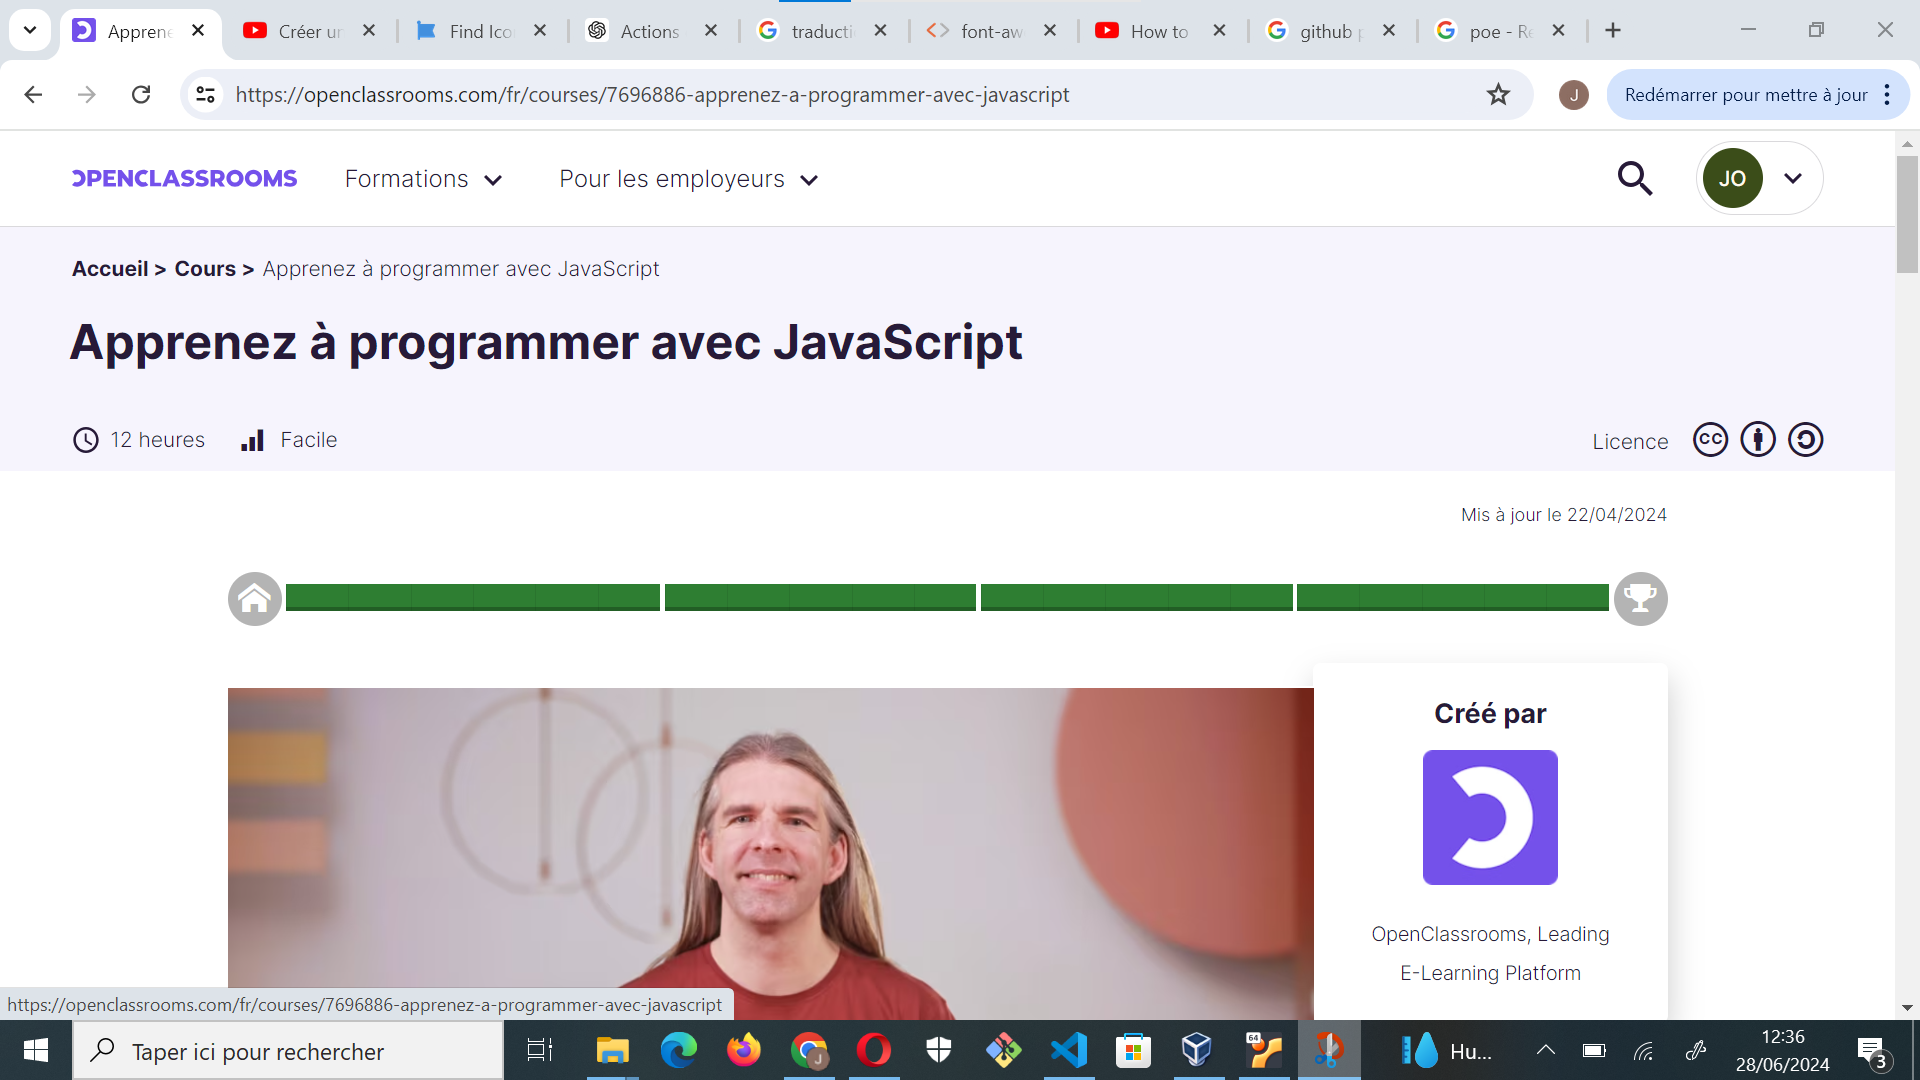 Apprene
Créer un
Find Ico
Actions
traducti
font-aw
How to
github p
poe - Re
https://openclassrooms.com/fr/courses/7696886-apprenez-a-programmer-avec-javascript
J
Redémarrer pour mettre à jour
OPENCLASSROOMS
Formations
Pour les employeurs
JO
Accueil > Cours > Apprenez à programmer avec JavaScript
Apprenez à programmer avec JavaScript
12 heures
Facile
Licence
CC
Mis à jour le 22/04/2024
Créé par
OpenClassrooms, Leading
E-Learning Platform
https://openclassrooms.com/fr/courses/7696886-apprenez-a-programmer-avec-javascript
Taper ici pour rechercher
J
64
Hu...
12:36
28/06/2024
3